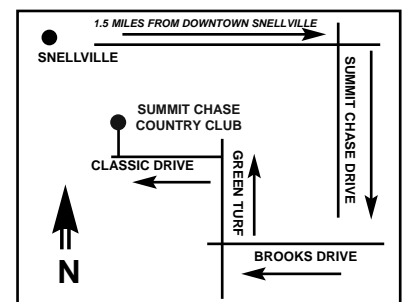 1.5 MILES FROM DOWNTOWN SNELLVILLE
SNELLVILLE
SUMMIT CHASE DRIVE
SUMMIT CHASE
COUNTRY CLUB
CLASSIC DRIVE
GREEN TURF
BROOKS DRIVE
N